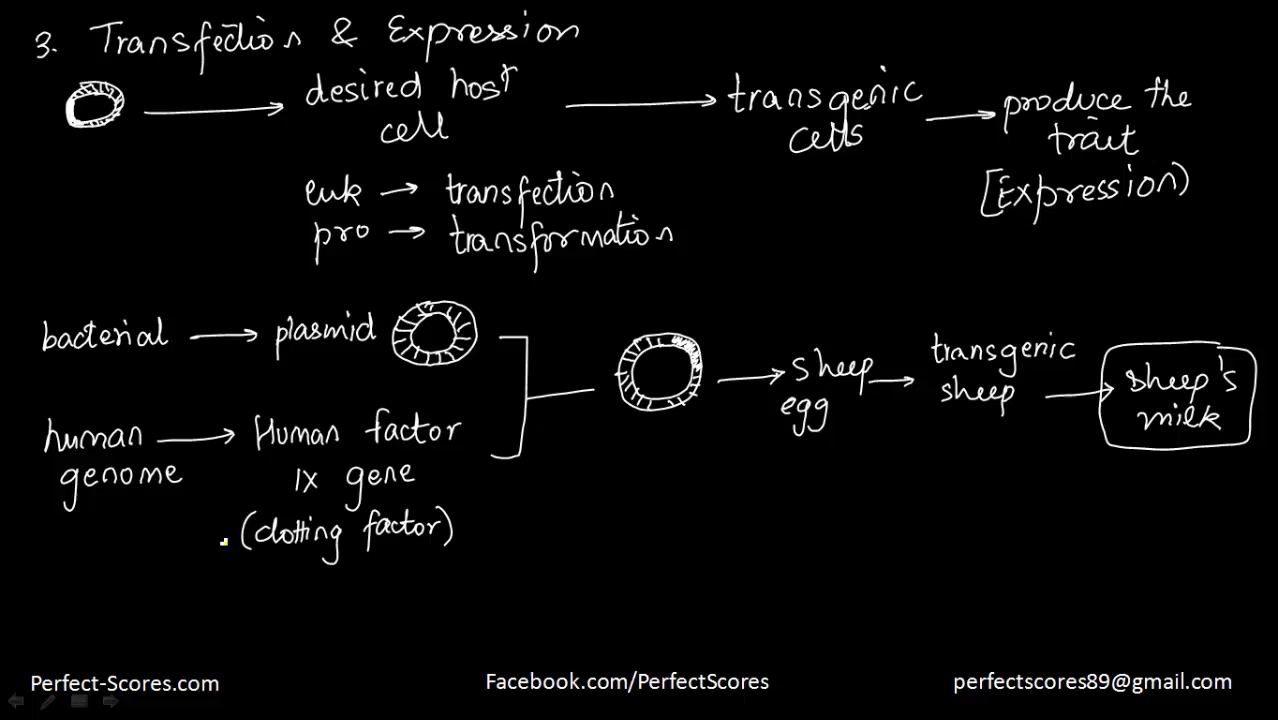 3. Transfection & Expression
desired host
cell
transgenic
cells
produce the
trait
[Expression)
euk → transfection
pro → transformation
bacterial → plasmid
human → Human factor
genome
IX gene
(clotting factor)
sheep
egg
transgenic
sheep
sheep's
milk
Perfect-Scores.com
Facebook.com/PerfectScores
perfectscores89@gmail.com